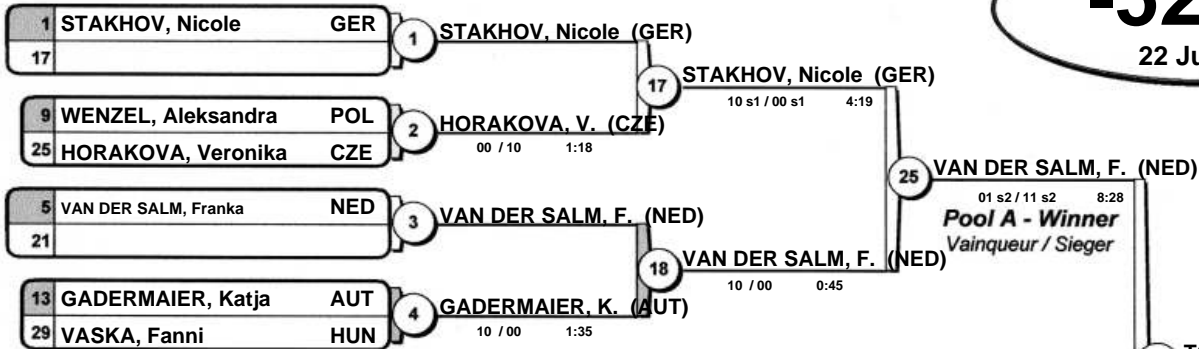 1 STAKHOV, Nicole GER
17
1
STAKHOV, Nicole (GER)
9 WENZEL, Aleksandra POL
25 HORAKOVA, Veronika CZE
2
HORAKOVA, V. (CZE)
00 / 10 1:18
17
STAKHOV, Nicole (GER)
10 s1 / 00 s1 4:19
5 VAN DER SALM, Franka NED
21
3
VAN DER SALM, F. (NED)
13 GADERMAIER, Katja AUT
29 VASKA, Fanni HUN
4
GADERMAIER, K. (AUT)
10 / 00 1:35
18
VAN DER SALM, F. (NED)
10 / 00 0:45
25
VAN DER SALM, F. (NED)
01 s2 / 11 s2 8:28
Pool A - Winner
Vainqueur / Sieger
22